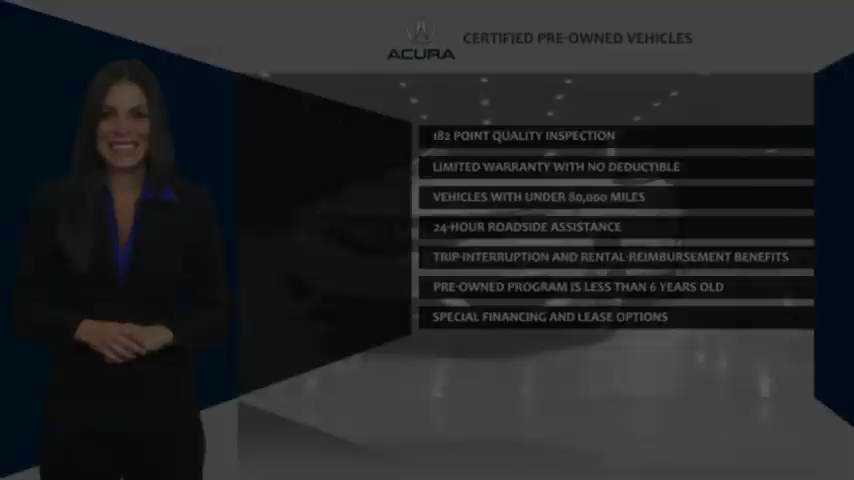 ACURA
CERTIFIED PRE-OWNED VEHICLES
182 POINT QUALITY INSPECTION
LIMITED WARRANTY WITH NO DEDUCTIBLE
VEHICLES WITH UNDER 80,000 MILES
24-HOUR ROADSIDE ASSISTANCE
TRIP-INTERRUPTION AND RENTAL-REIMBURSEMENT BENEFITS
PRE-OWNED PROGRAM IS LESS THAN 6 YEARS OLD
SPECIAL FINANCING AND LEASE OPTIONS